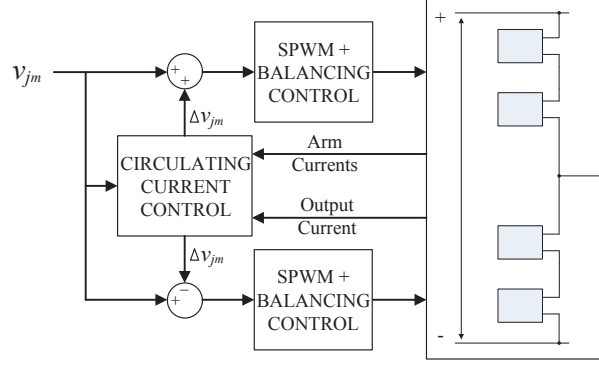 SPWM +
BALANCING
CONTROL
+
v_jm
+
+
Δv_jm
Arm
Currents
CIRCULATING
CURRENT
CONTROL
Output
Current
Δv_jm
SPWM +
BALANCING
CONTROL
−
+
-